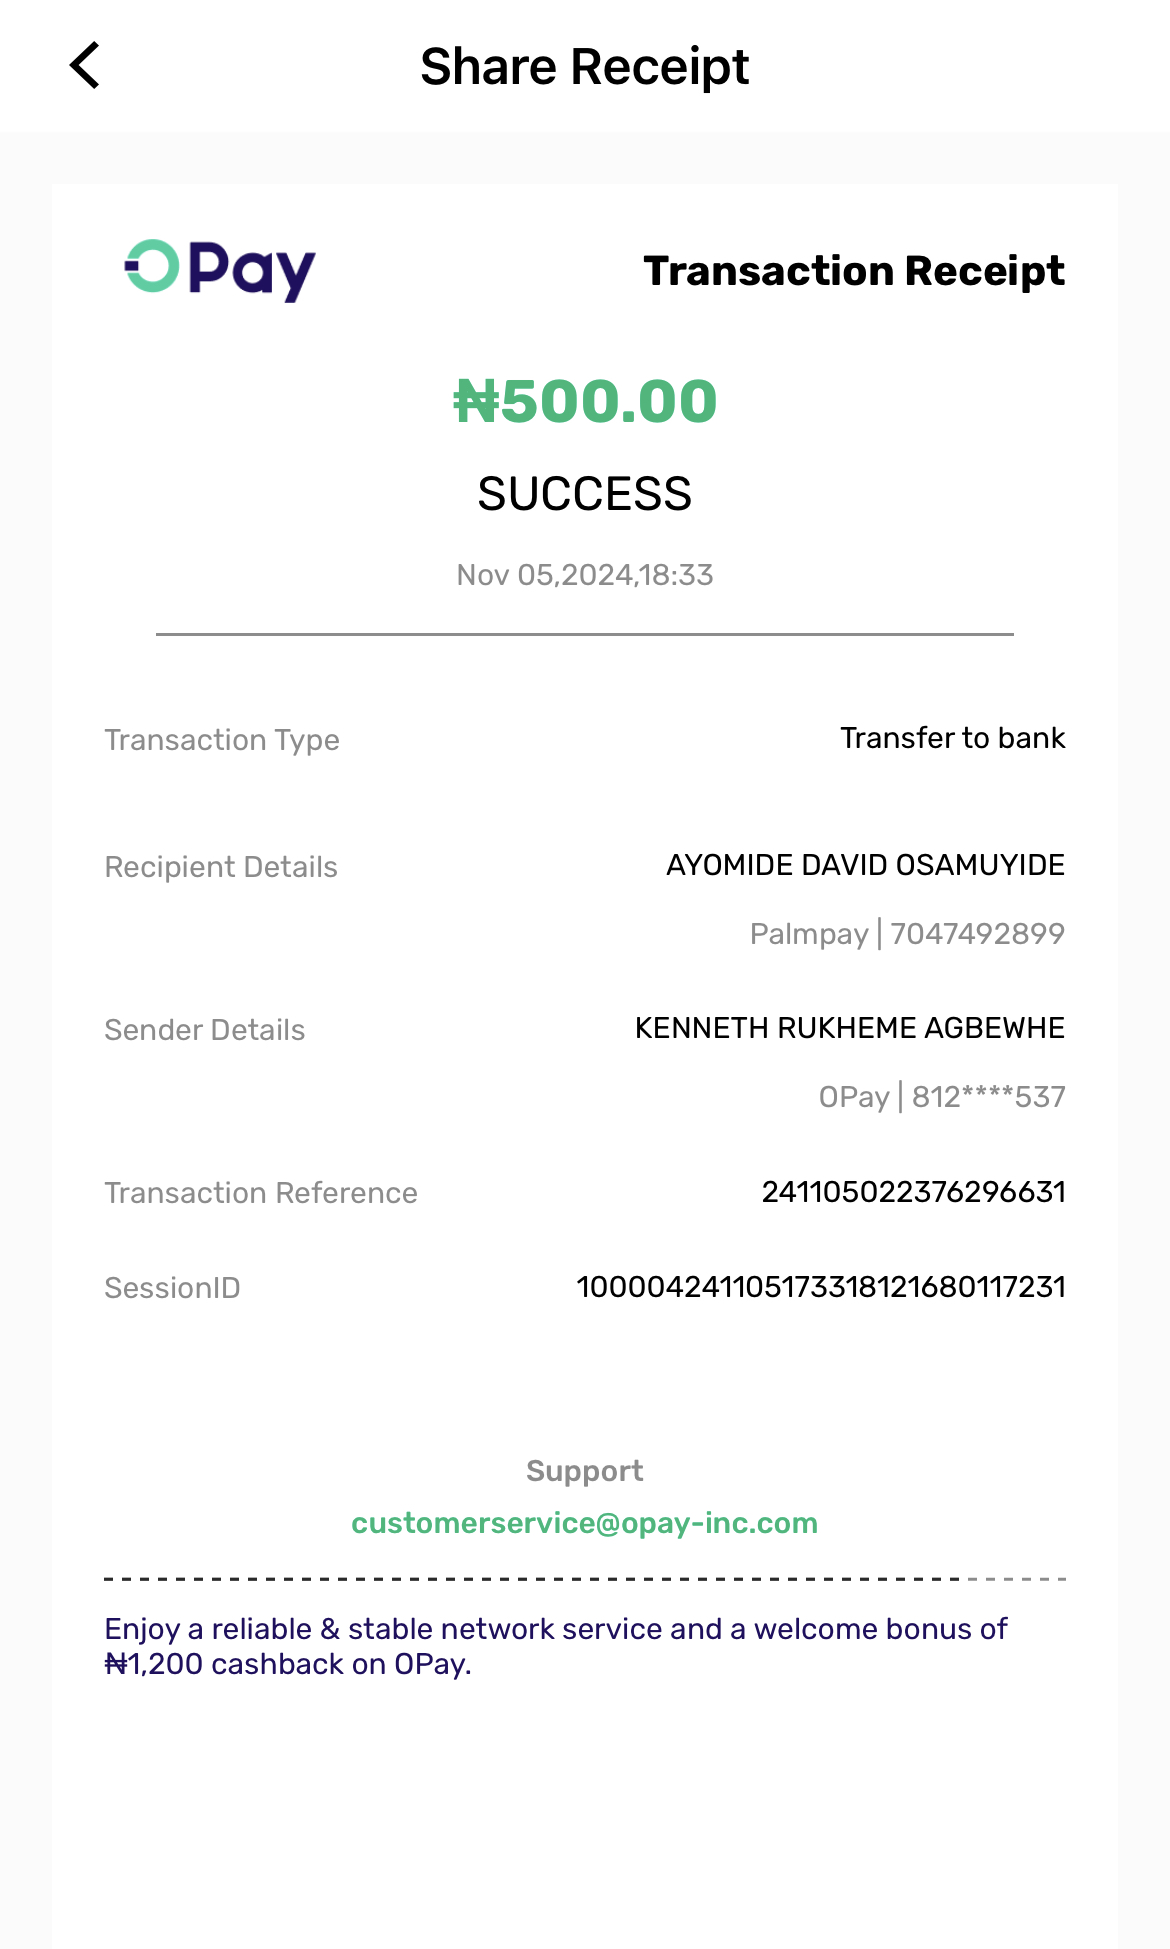 Share Receipt
OPay
Transaction Receipt
₦500.00
SUCCESS
Nov 05,2024,18:33
Transaction Type
Transfer to bank
Recipient Details
AYOMIDE DAVID OSAMUYIDE
Palmpay | 7047492899
Sender Details
KENNETH RUKHEME AGBEWHE
OPay | 812****537
Transaction Reference
241105022376296631
SessionID
100004241105173318121680117231
Support
customerservice@opay-inc.com
Enjoy a reliable & stable network service and a welcome bonus of
₦1,200 cashback on OPay.